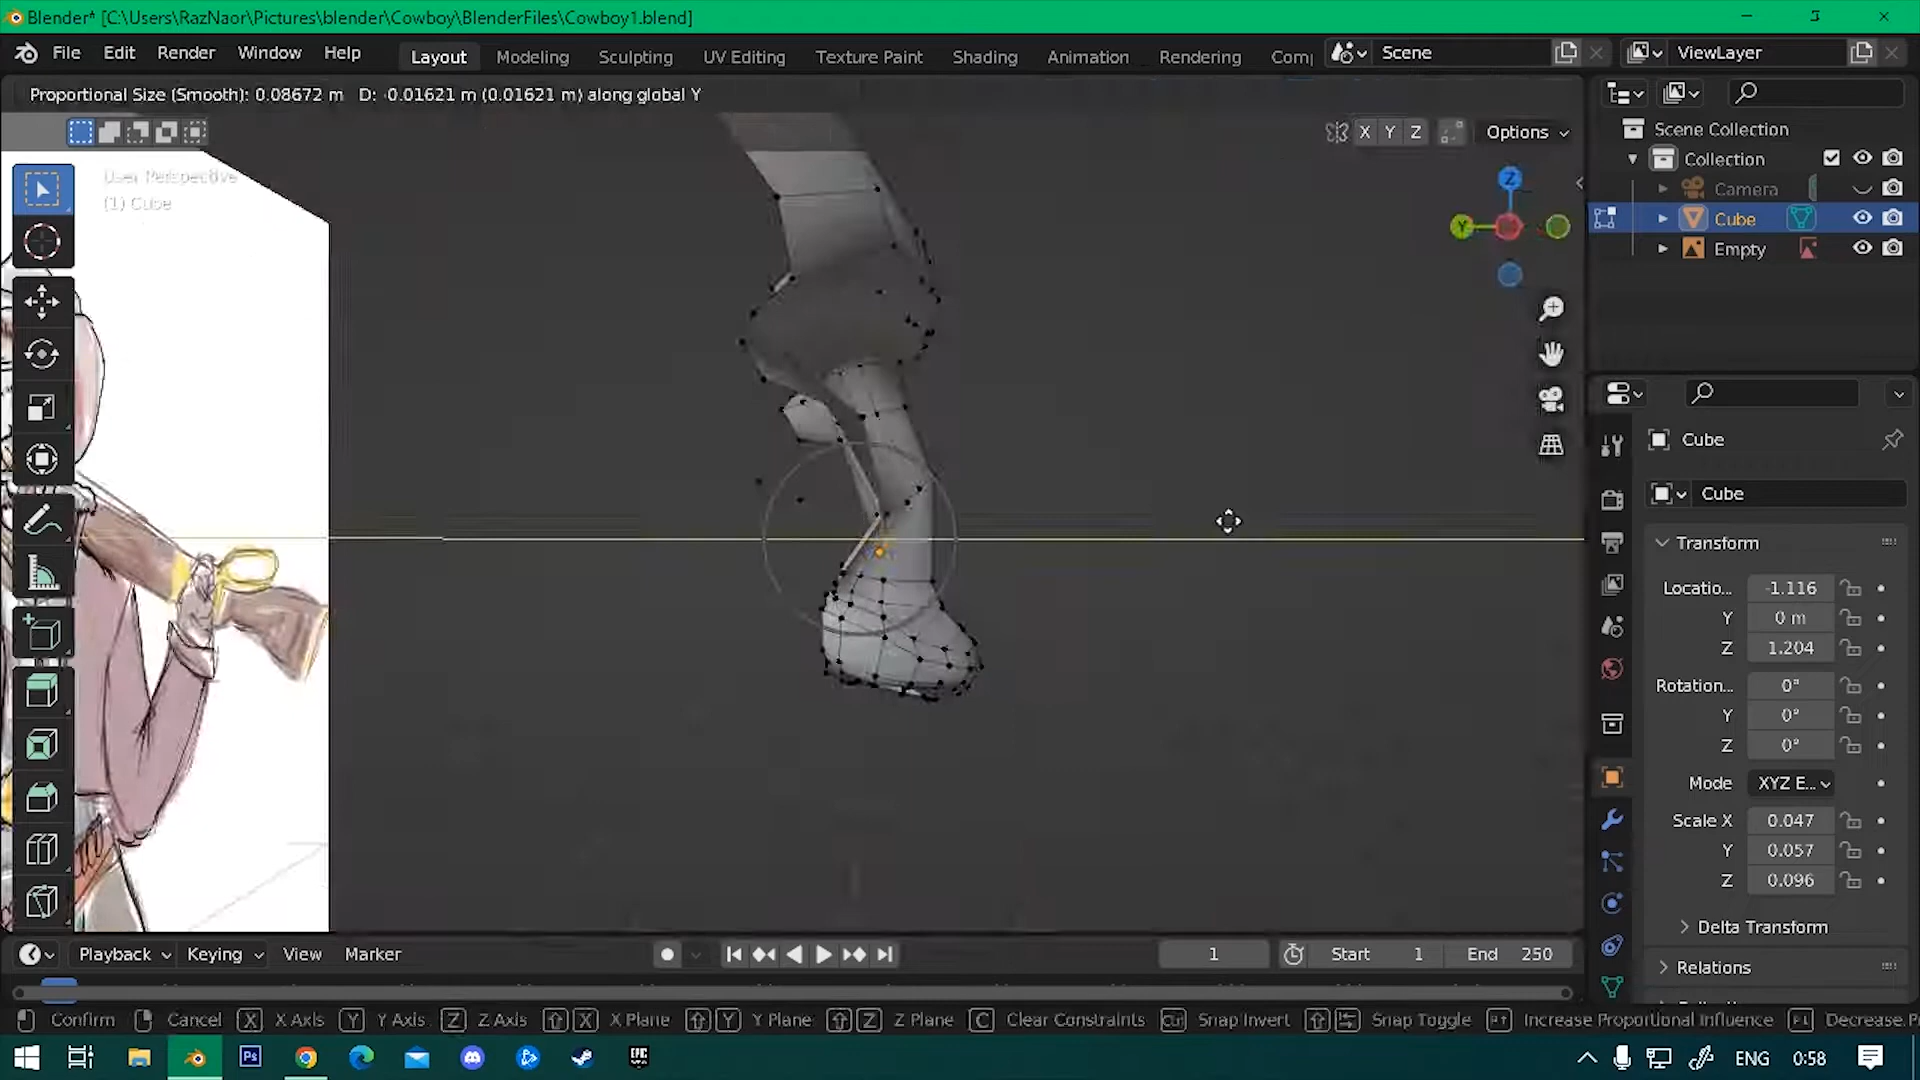 Blender* [C:\Users\RazNaor\Pictures\blender\Cowboy\BlenderFiles\Cowboy1.blend]
File Edit Render Window Help Layout Modeling Sculpting UV Editing Texture Paint Shading Animation Rendering Comp Scene ViewLayer
Proportional Size (Smooth): 0.08672 m D: -0.01621 m (0.01621 m) along global Y
X Y Z Options
User Perspective
(1) Cube
Z
Y
Scene Collection
Collection
Camera
Cube
Empty
Cube
Cube
Transform
Locatio... -1.116
Y 0 m
Z 1.204
Rotation... 0°
Y 0°
Z 0°
Mode XYZ E...
Scale X 0.047
Y 0.057
Z 0.096
Delta Transform
Relations
Playback Keying View Marker 1 Start 1 End 250
Confirm Cancel X X Axis Y Y Axis Z Z Axis X X Plane Y Y Plane Z Z Plane C Clear Constraints Snap Invert Snap Toggle Increase Proportional Influence Decrease P
Ps EPIC ENG 0:58